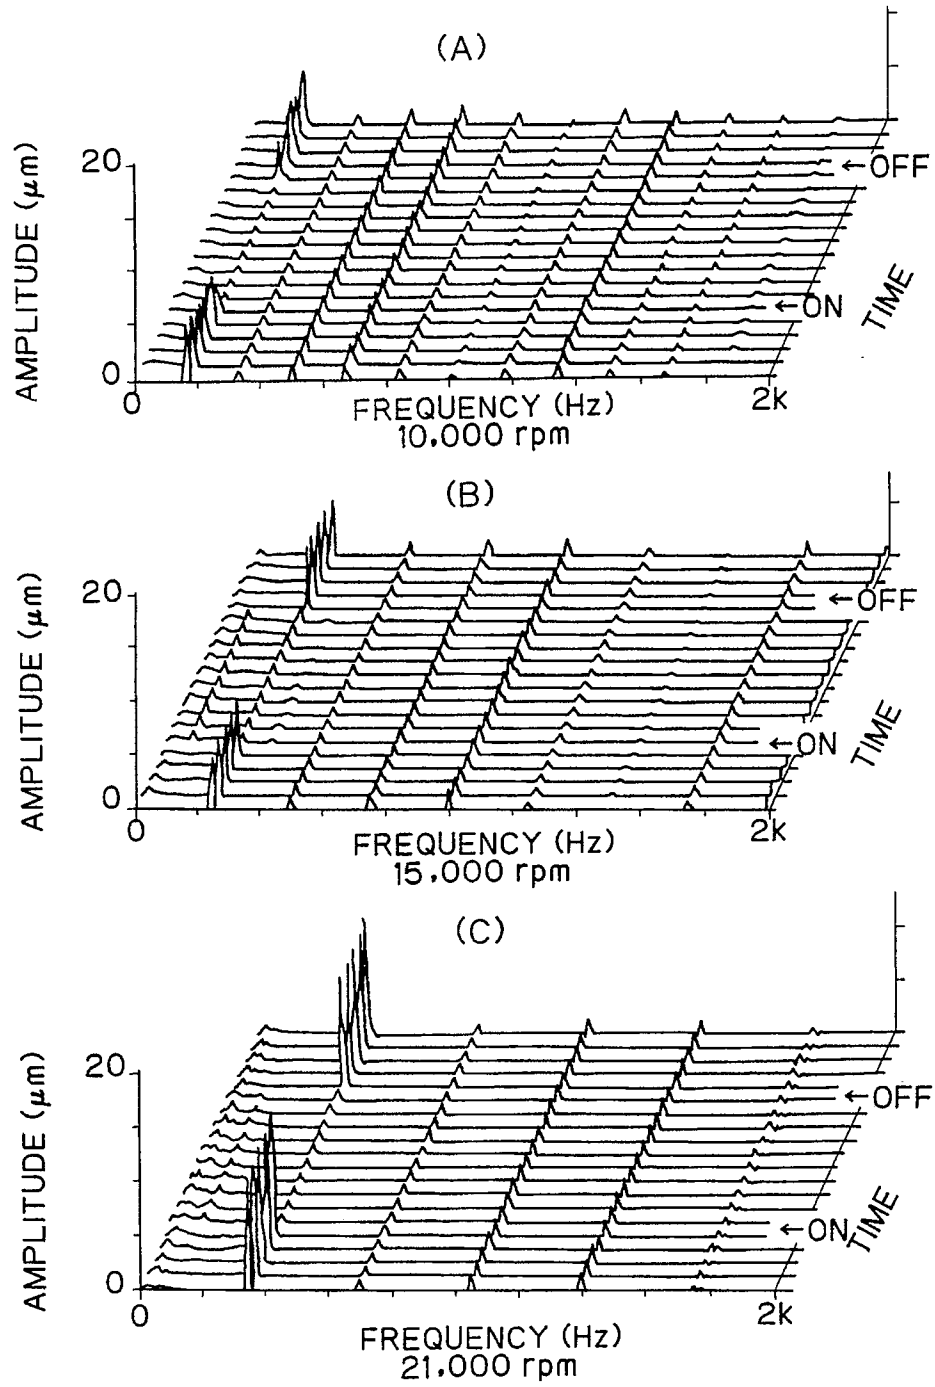 (A)
AMPLITUDE (μm)
20
0
←OFF
←ON
TIME
0
2k
FREQUENCY (Hz)
10.000 rpm
(B)
AMPLITUDE (μm)
20
0
←OFF
←ON
TIME
0
2k
FREQUENCY (Hz)
15.000 rpm
(C)
AMPLITUDE (μm)
20
0
←OFF
←ON
TIME
0
2k
FREQUENCY (Hz)
21.000 rpm